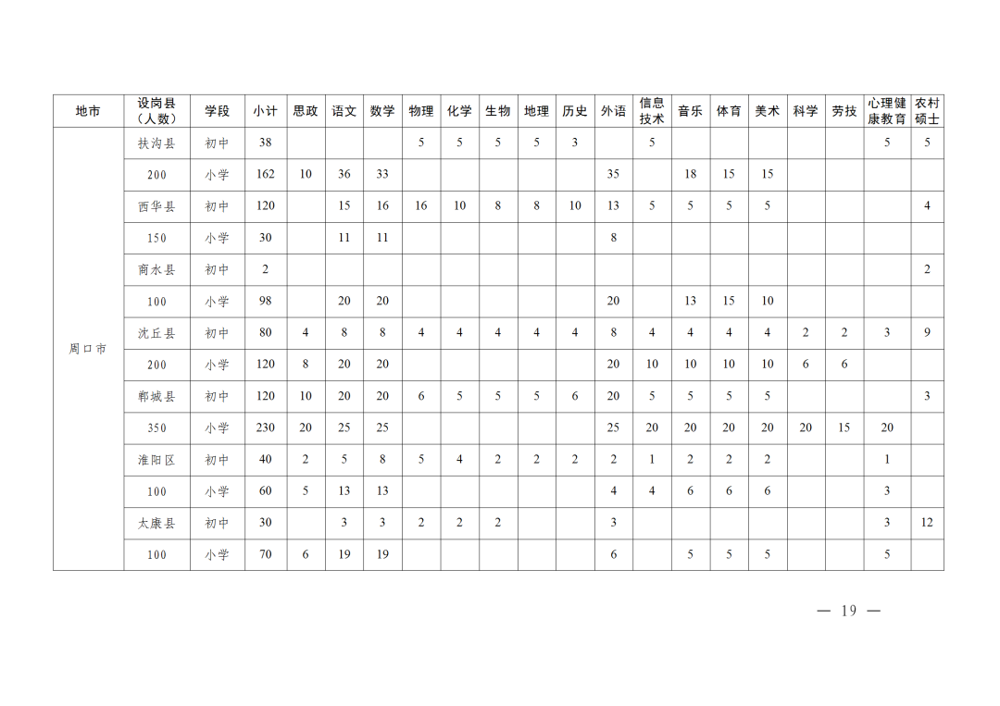 地市 设岗县（人数） 学段 小计 思政 语文 数学 物理 化学 生物 地理 历史 外语 信息技术 音乐 体育 美术 科学 劳技 心理健康教育 农村硕士
扶沟县 初中 38 5 5 5 5 3 5 5 5
200 小学 162 10 36 33 35 18 15 15
西华县 初中 120 15 16 16 10 8 8 10 13 5 5 5 5 4
150 小学 30 11 11 8
商水县 初中 2 2
100 小学 98 20 20 20 13 15 10
周口市
沈丘县 初中 80 4 8 8 4 4 4 4 4 8 4 4 4 4 2 2 3 9
200 小学 120 8 20 20 20 10 10 10 10 6 6
郸城县 初中 120 10 20 20 6 5 5 5 6 20 5 5 5 5 3
350 小学 230 20 25 25 25 20 20 20 20 20 15 20
淮阳区 初中 40 2 5 8 5 4 2 2 2 2 1 2 2 2 1
100 小学 60 5 13 13 4 4 6 6 6 3
太康县 初中 30 3 3 2 2 2 3 3 12
100 小学 70 6 19 19 6 5 5 5 5
— 19 —